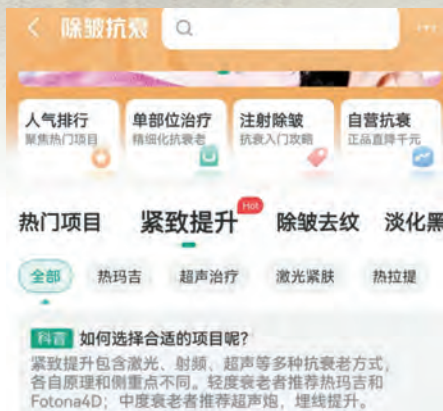 除皱抗衰
人气排行 单部位治疗 注射除皱 自营抗衰
聚焦热门项目 精细化抗衰老 抗衰入门攻略 正品直降千元
热门项目 紧致提升 Hot 除皱去纹 淡化黑
全部 热玛吉 超声治疗 激光紧肤 热拉提
科普 如何选择合适的项目呢?
紧致提升包含激光、射频、超声等多种抗衰老方式,
各自原理和侧重点不同。轻度衰老者推荐热玛吉和
Fotona4D;中度衰老者推荐超声炮,埋线提升。